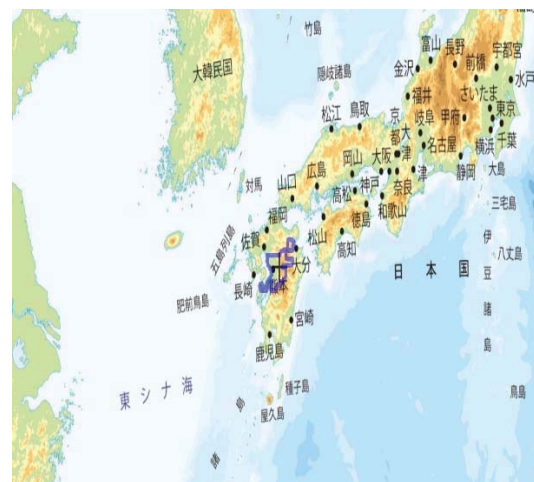 竹島
大韓民国
隠岐諸島
松江
鳥取
金沢
富山
長野
宇都宮
前橋
水戸
福井
さいたま
岐阜
甲府
東京
京都
大津
名古屋
横浜
千葉
対馬
山口
広島
岡山
大阪
神戸
高松
奈良
津
静岡
大島
三宅島
福岡
松山
徳島
和歌山
佐賀
五島列島
高知
大分
長崎
熊本
肥前鳥島
宮崎
鹿児島
日本国
伊豆諸島
八丈島
鳥島
東シナ海
種子島
屋久島
諸島